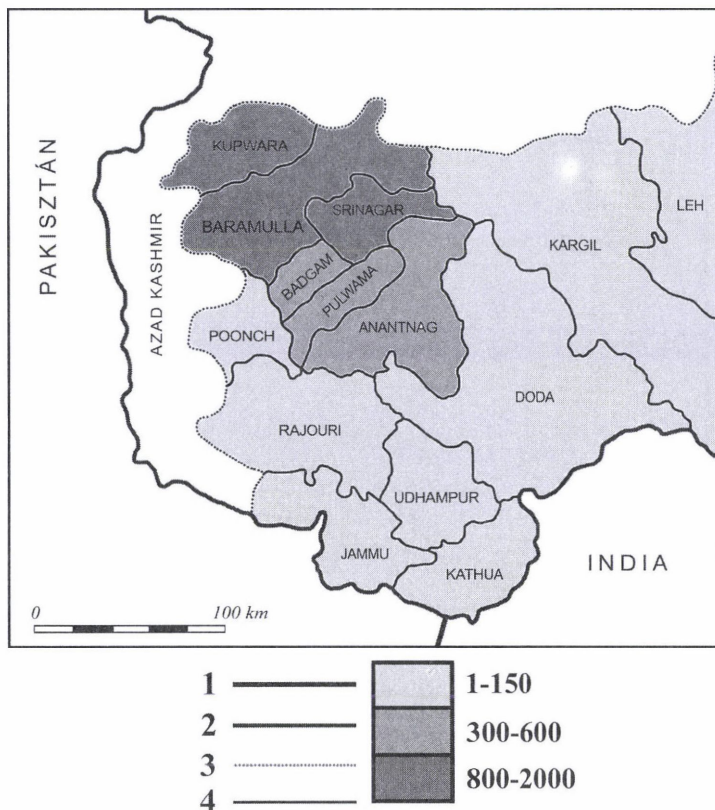 PAKISZTÁN
AZAD KASHMIR
KUPWARA
BARAMULLA
SRINAGAR
BADGAM
PULWAMA
ANANTNAG
POONCH
KARGIL
LEH
DODA
RAJOURI
UDHAMPUR
JAMMU
KATHUA
INDIA
0 100 km
1 1-150
2 300-600
3
4 800-2000